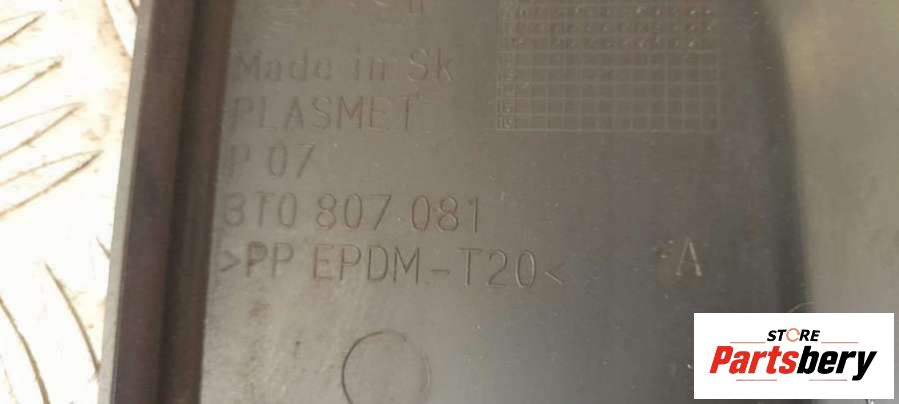 Made in Sk
PLASMET
P 07
3T0 807 081
>PP EPDM-T20<
A
STORE
Partsbery